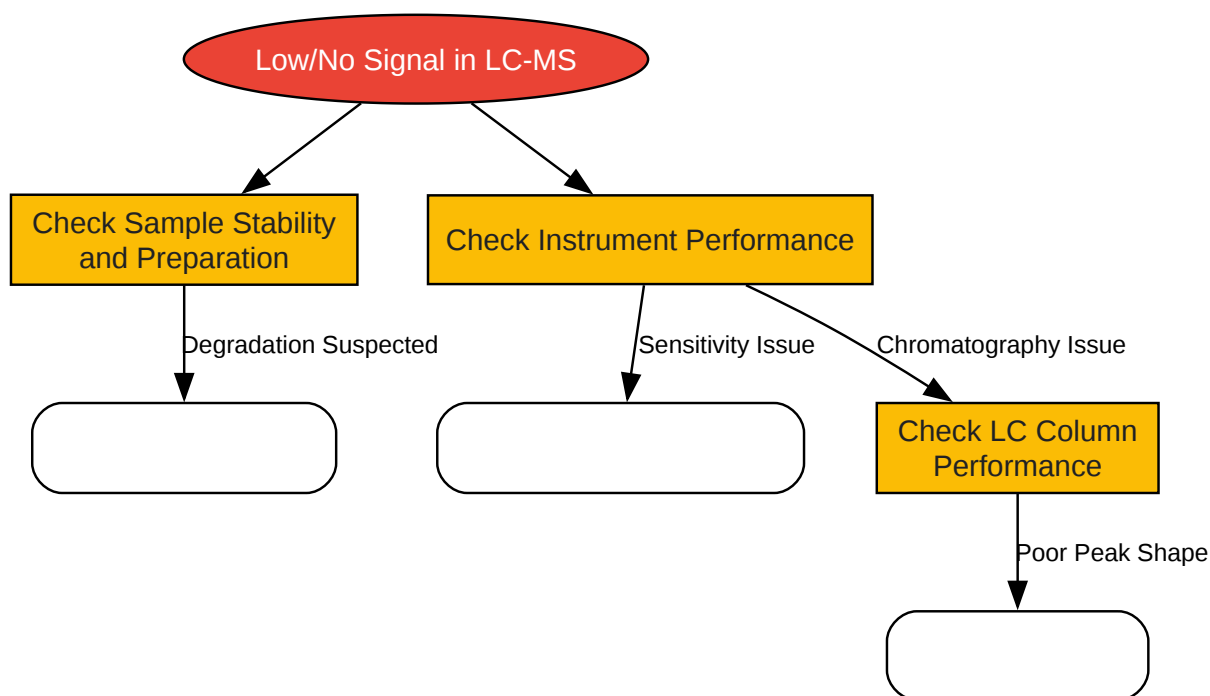 Low/No Signal in LC-MS
Check Sample Stability
and Preparation
Check Instrument Performance
Degradation Suspected
Sensitivity Issue
Chromatography Issue
Check LC Column
Performance
Poor Peak Shape